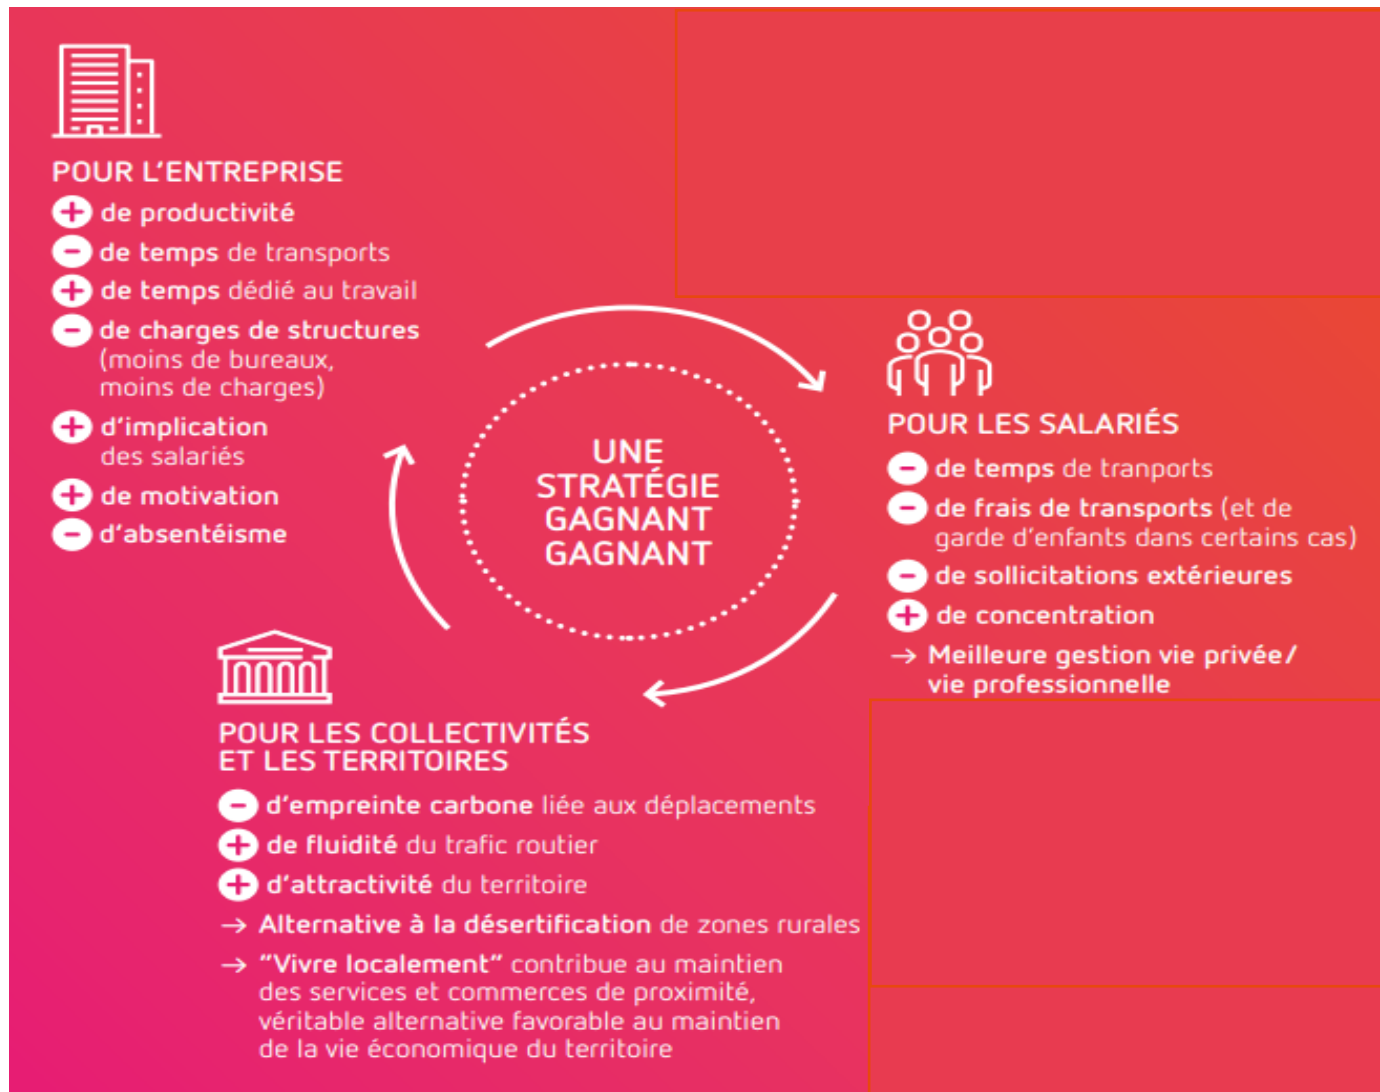 POUR L'ENTREPRISE
+ de productivité
- de temps de transports
+ de temps dédié au travail
- de charges de structures
(moins de bureaux,
moins de charges)
+ d'implication
des salariés
+ de motivation
- d'absentéisme
UNE
STRATÉGIE
GAGNANT
GAGNANT
POUR LES SALARIÉS
- de temps de tranports
- de frais de transports (et de
garde d'enfants dans certains cas)
- de sollicitations extérieures
+ de concentration
→ Meilleure gestion vie privée/
vie professionnelle
POUR LES COLLECTIVITÉS
ET LES TERRITOIRES
- d'empreinte carbone liée aux déplacements
+ de fluidité du trafic routier
+ d'attractivité du territoire
→ Alternative à la désertification de zones rurales
→ "Vivre localement" contribue au maintien
des services et commerces de proximité,
véritable alternative favorable au maintien
de la vie économique du territoire